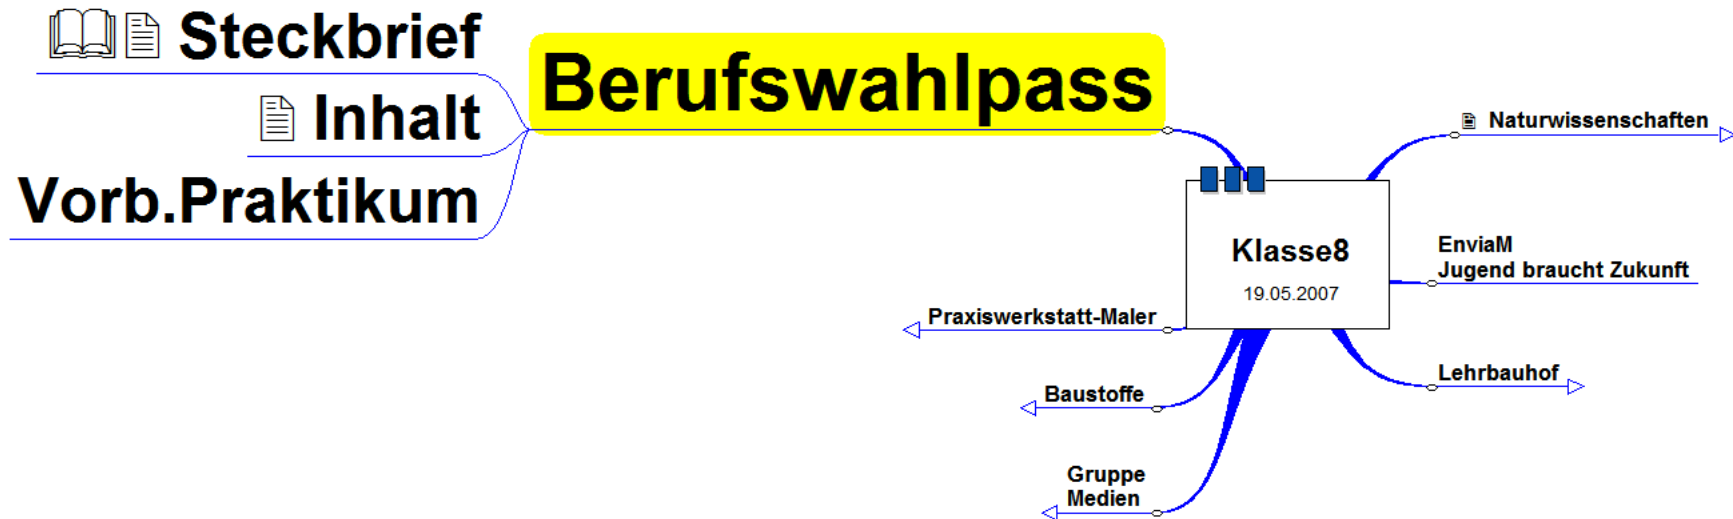 Steckbrief
Inhalt
Vorb.Praktikum
Berufswahlpass
Naturwissenschaften
Klasse8
19.05.2007
EnviaM
Jugend braucht Zukunft
Praxiswerkstatt-Maler
Lehrbauhof
Baustoffe
Gruppe
Medien